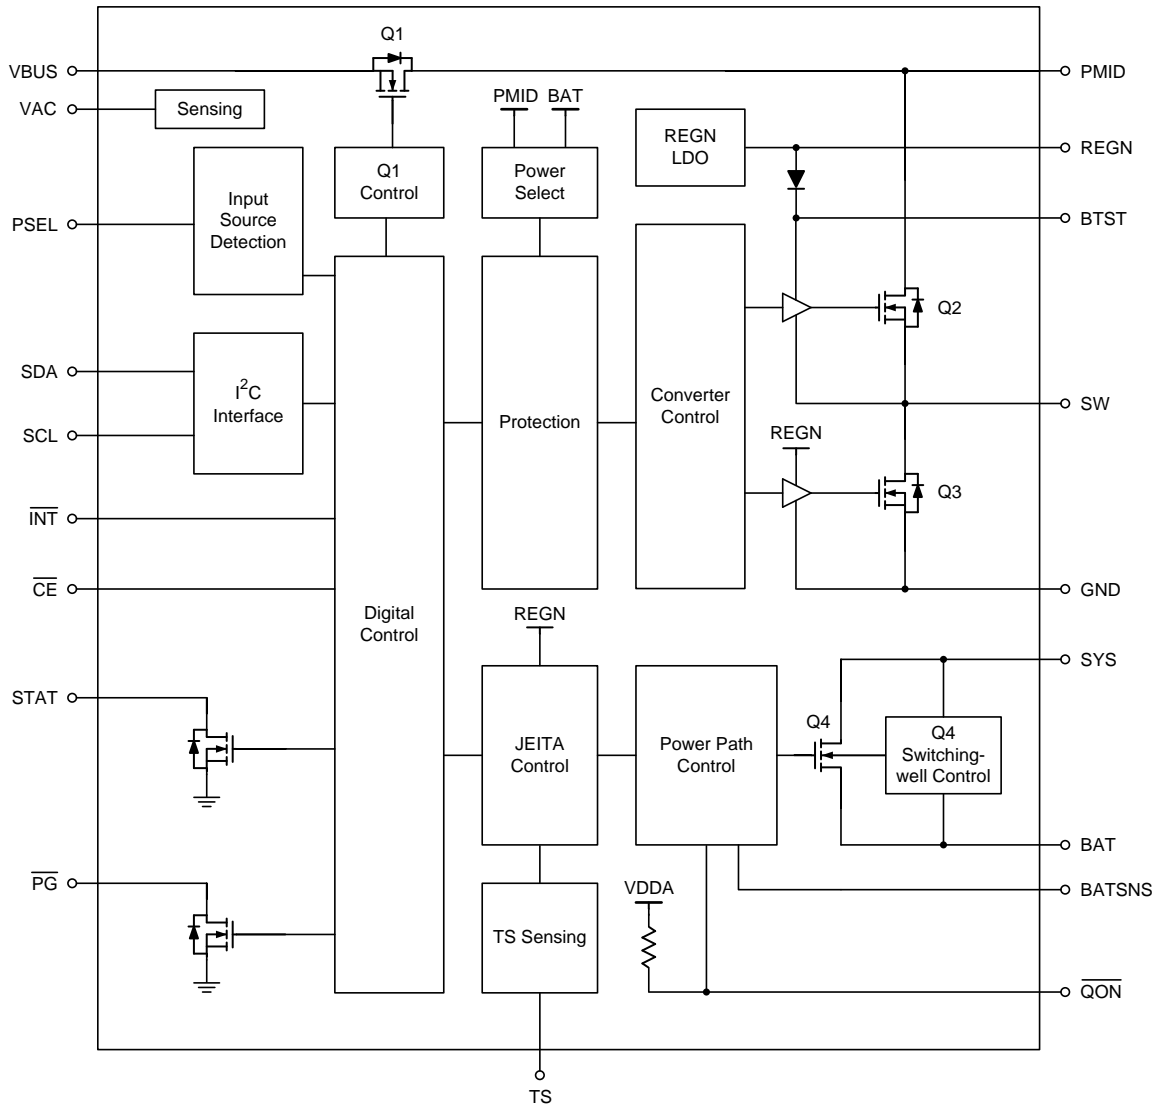 Q1
VBUS
PMID
VAC
Sensing
PMID
BAT
REGN
LDO
REGN
Q1
Control
Power
Select
Input
Source
Detection
PSEL
BTST
Q2
SDA
I²C
Interface
SCL
Protection
Converter
Control
SW
REGN
Q3
INT
CE
GND
Digital
Control
REGN
SYS
STAT
JEITA
Control
Power Path
Control
Q4
Q4
Switching-
well Control
BAT
PG
BATSNS
VDDA
TS Sensing
QON
TS